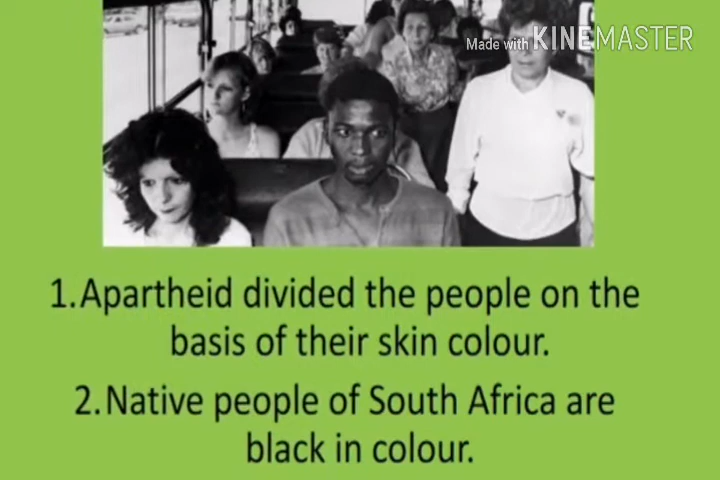 Made with KINEMASTER
1.Apartheid divided the people on the
basis of their skin colour.
2.Native people of South Africa are
black in colour.